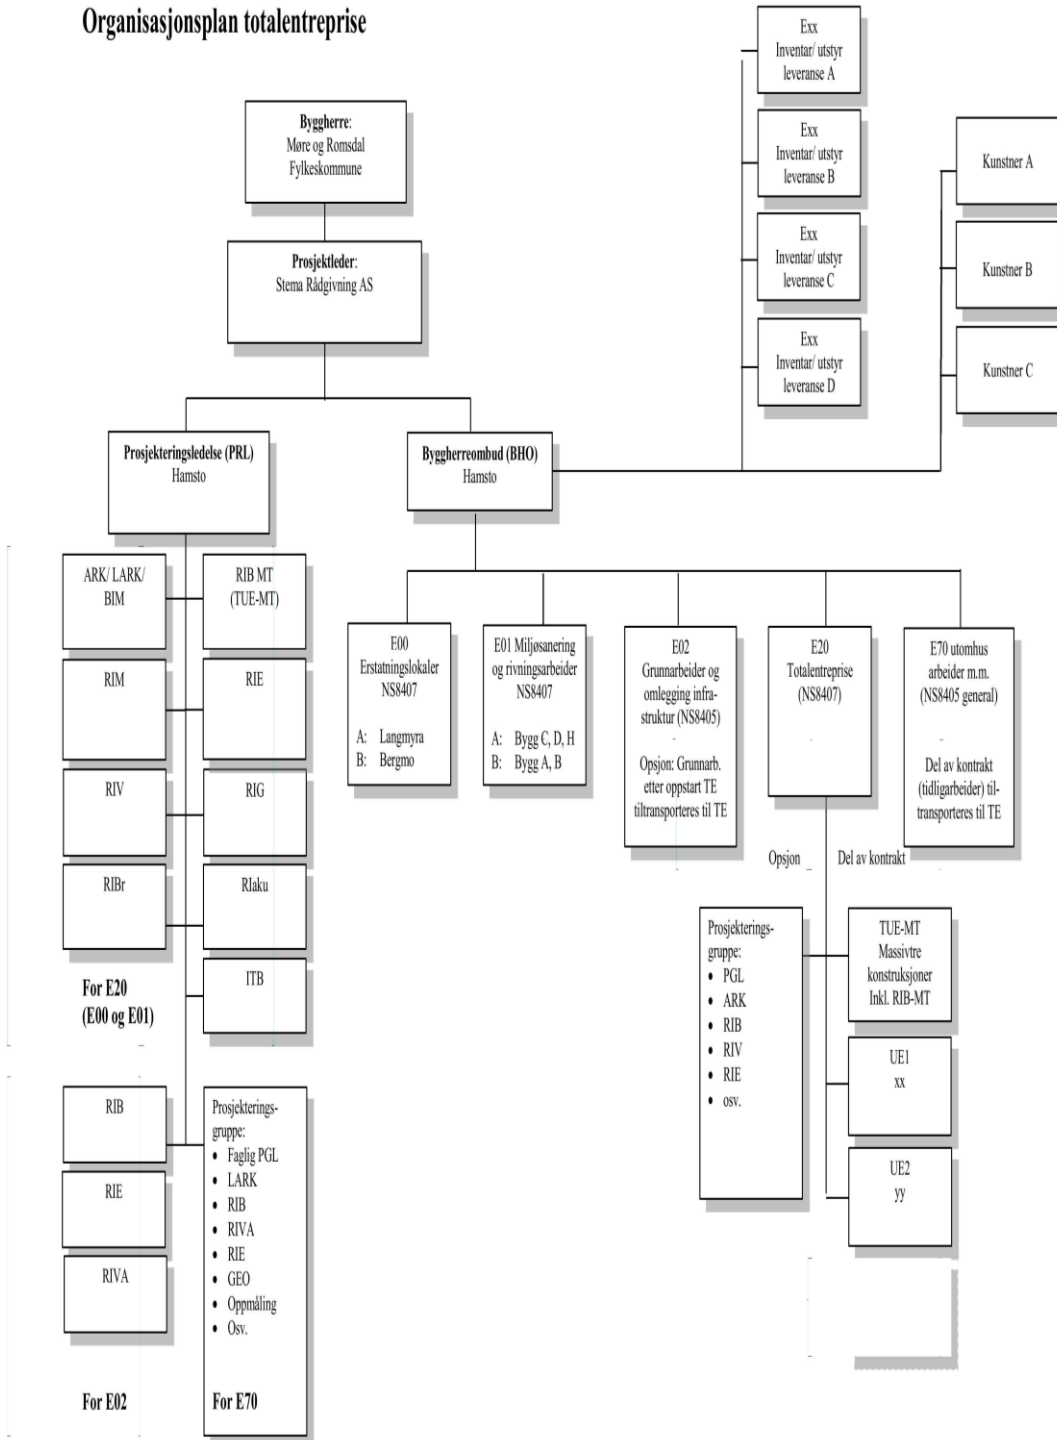 Organisasjonsplan totalentreprise
Byggherre:
Møre og Romsdal
Fylkeskommune
Prosjektleder:
Stema Rådgivning AS
Exx
Inventar/ utstyr
leveranse A
Exx
Inventar/ utstyr
leveranse B
Exx
Inventar/ utstyr
leveranse C
Exx
Inventar/ utstyr
leveranse D
Kunstner A
Kunstner B
Kunstner C
Prosjekteringsledelse (PRL)
Hamsto
Byggherreombud (BHO)
Hamsto
ARK/ LARK/
BIM
RIB MT
(TUE-MT)
RIM
RIE
RIV
RIG
RIBr
RIaku
ITB
For E20
(E00 og E01)
RIB
RIE
RIVA
For E02
Prosjekterings-
gruppe:
• Faglig PGL
• LARK
• RIB
• RIVA
• RIE
• GEO
• Oppmåling
• Osv.
For E70
E00
Erstatningslokaler
NS8407
A: Langmyra
B: Bergmo
E01 Miljøsanering
og rivningsarbeider
NS8407
A: Bygg C, D, H
B: Bygg A, B
E02
Grunnarbeider og
omlegging infra-
struktur (NS8405)
-
Opsjon: Grunnarb.
etter oppstart TE
tiltransporteres til TE
E20
Totalentreprise
(NS8407)
E70 utomhus
arbeider m.m.
(NS8405 general)
-
Del av kontrakt
(tidligarbeider) til-
transporteres til TE
Opsjon
Del av kontrakt
Prosjekterings-
gruppe:
• PGL
• ARK
• RIB
• RIV
• RIE
• osv.
TUE-MT
Massivtre
konstruksjoner
Inkl. RIB-MT
UE1
xx
UE2
yy